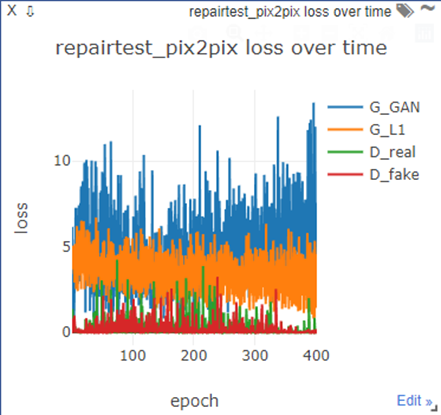 X ⇩ repairtest_pix2pix loss over time
repairtest_pix2pix loss over time
G_GAN
G_L1
D_real
D_fake
10
5
0
loss
100 200 300 400
epoch
Edit »